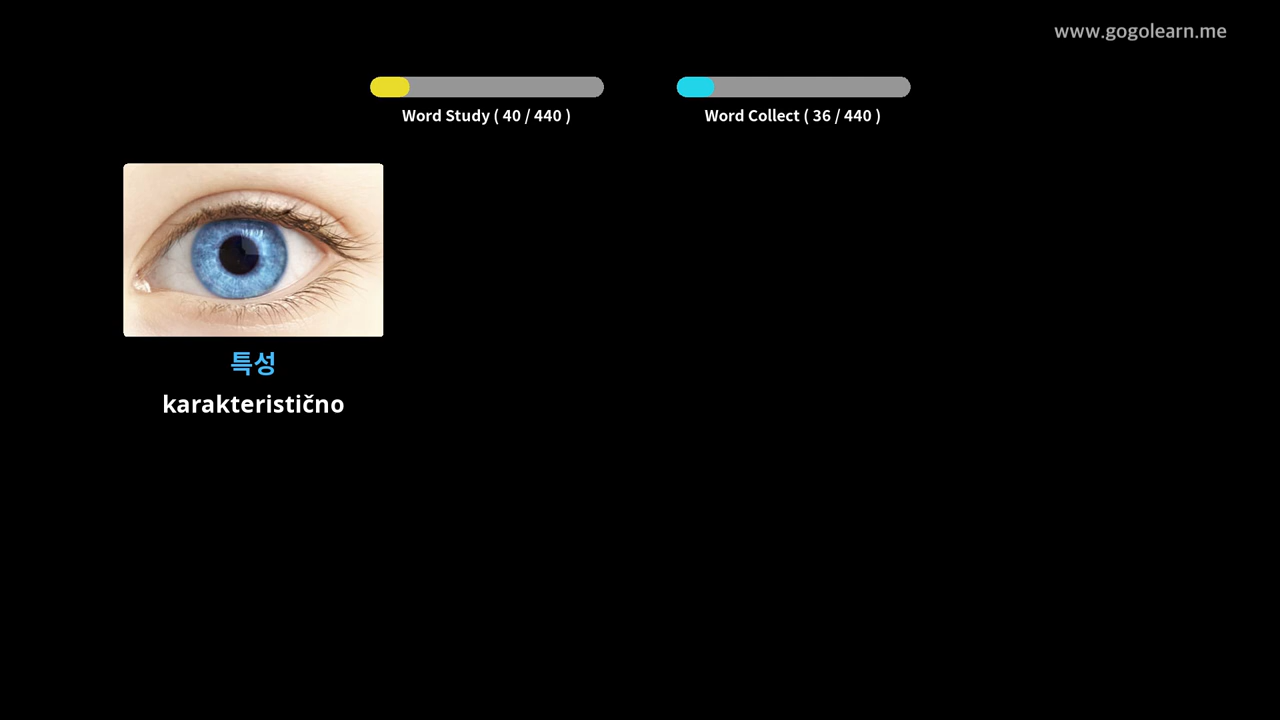 www.gogolearn.me
Word Study ( 40 / 440 )
Word Collect ( 36 / 440 )
특성
karakteristično